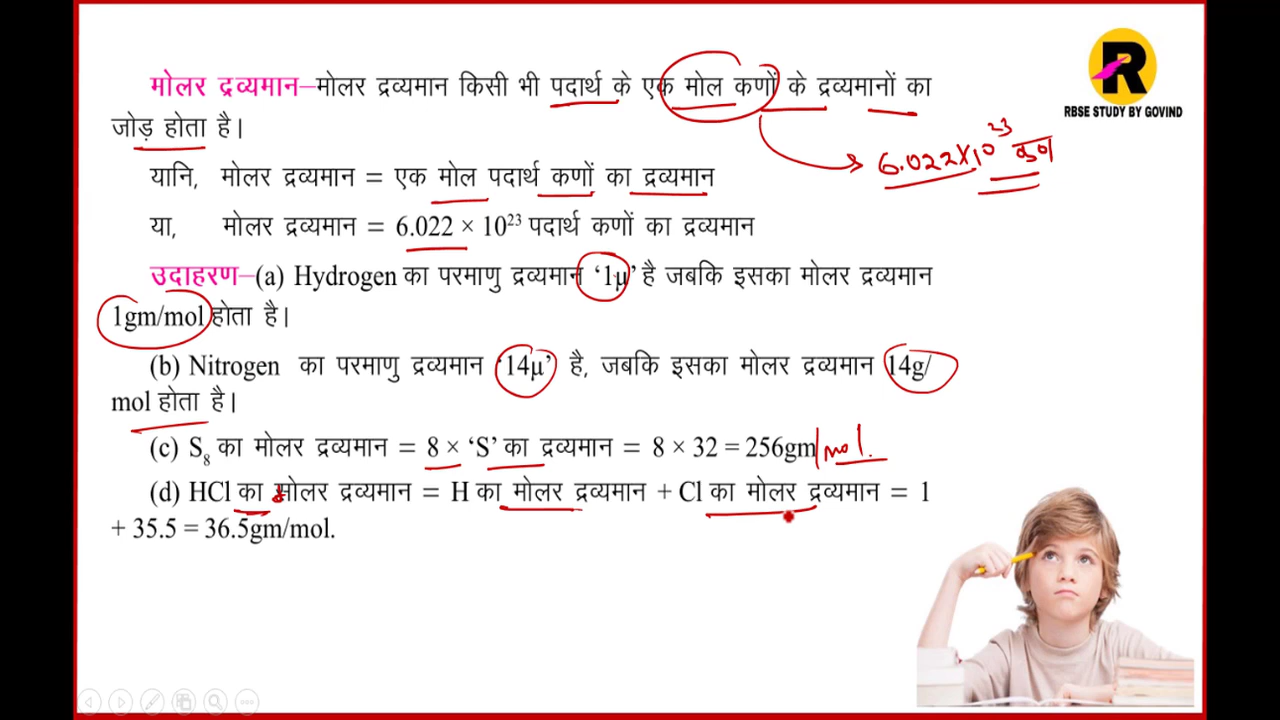 मोलर द्रव्यमान–मोलर द्रव्यमान किसी भी पदार्थ के एक मोल कणों के द्रव्यमानों का
जोड़ होता है।
RBSE STUDY BY GOVIND
6.022×10²³ कण
यानि, मोलर द्रव्यमान = एक मोल पदार्थ कणों का द्रव्यमान
या, मोलर द्रव्यमान = 6.022 × 10²³ पदार्थ कणों का द्रव्यमान
उदाहरण–(a) Hydrogen का परमाणु द्रव्यमान ‘1μ’ है जबकि इसका मोलर द्रव्यमान
1gm/mol होता है।
(b) Nitrogen का परमाणु द्रव्यमान ‘14μ’ है, जबकि इसका मोलर द्रव्यमान 14g/
mol होता है।
(c) S₈ का मोलर द्रव्यमान = 8 × ‘S’ का द्रव्यमान = 8 × 32 = 256gm/mol.
(d) HCl का मोलर द्रव्यमान = H का मोलर द्रव्यमान + Cl का मोलर द्रव्यमान = 1
+ 35.5 = 36.5gm/mol.